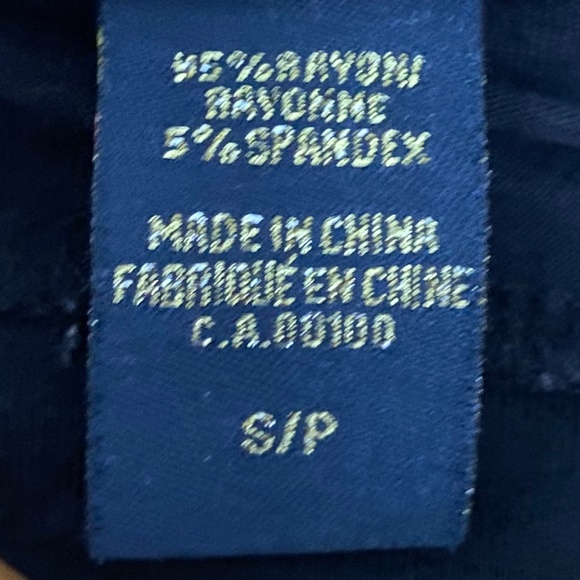 95% RAYON/
RAYONNE
5% SPANDEX
MADE IN CHINA
FABRIQUÉ EN CHINE
C.A.00100
S/P